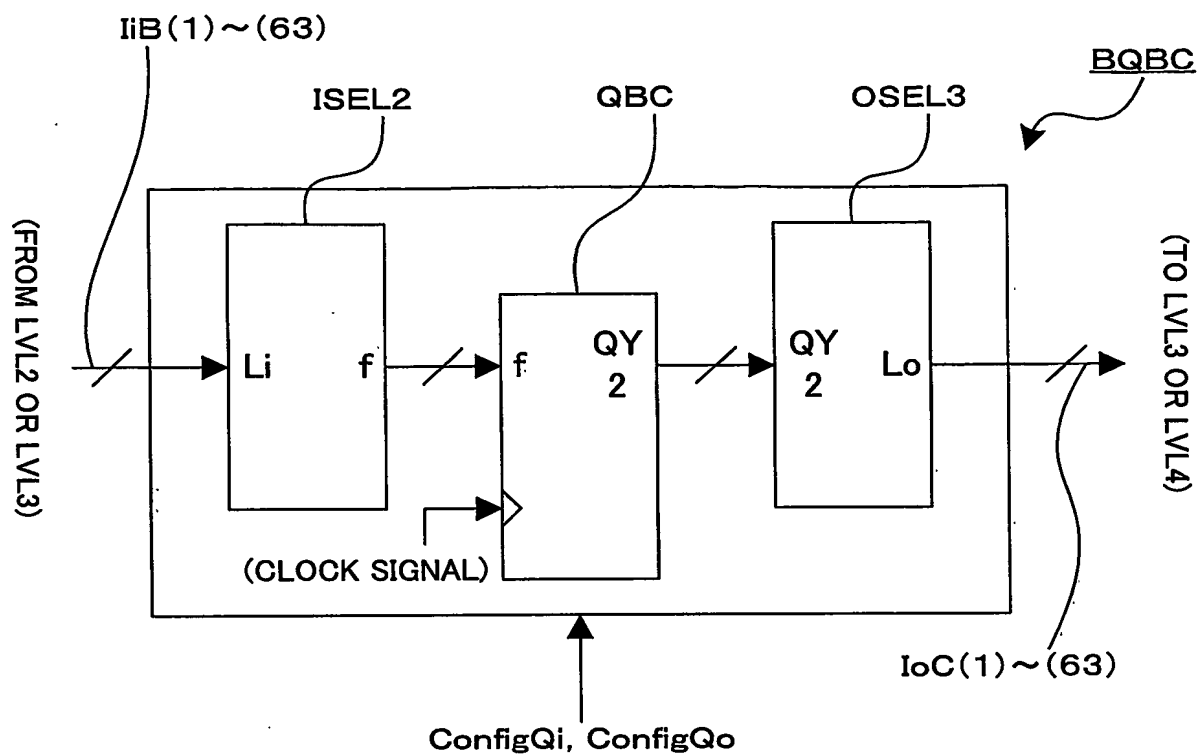 IiB(1)~(63)
BQBC
ISEL2
QBC
OSEL3
(FROM LVL2 OR LVL3)
(TO LVL3 OR LVL4)
Li
f
f
QY
2
QY
2
Lo
(CLOCK SIGNAL)
IoC(1)~(63)
ConfigQi, ConfigQo